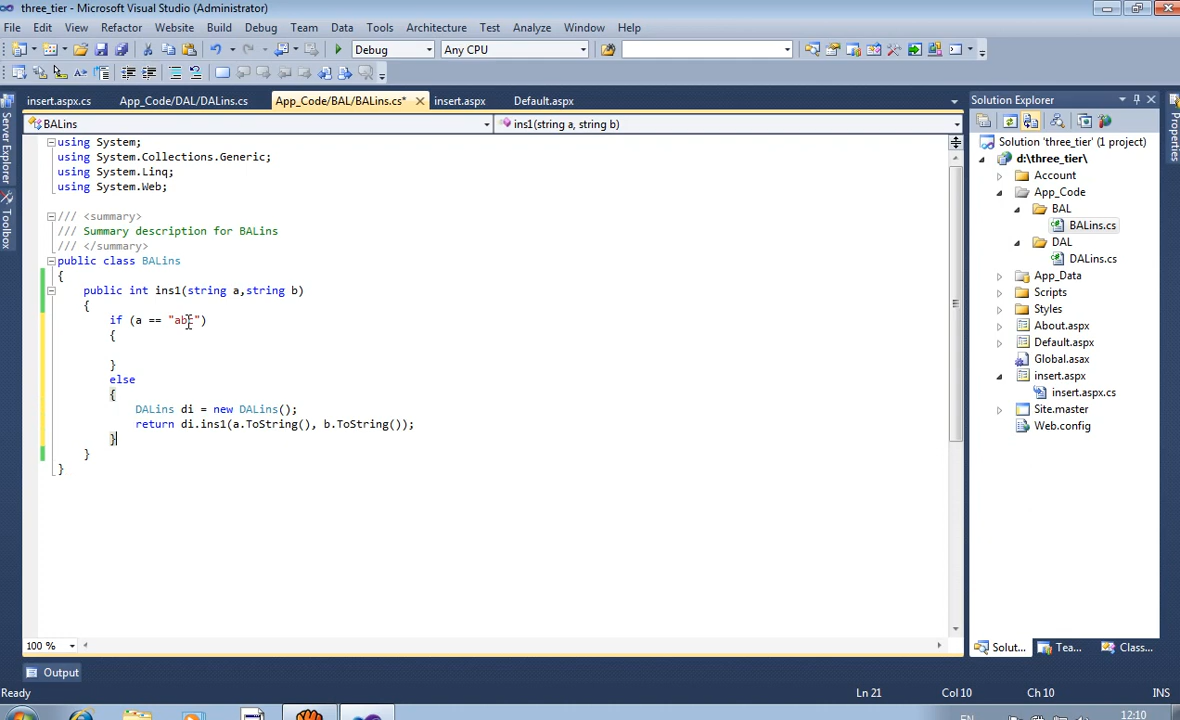 three_tier - Microsoft Visual Studio (Administrator)
File Edit View Refactor Website Build Debug Team Data Tools Architecture Test Analyze Window Help
Debug Any CPU
insert.aspx.cs App_Code/DAL/DALins.cs App_Code/BAL/BALins.cs* insert.aspx Default.aspx
BALins ins1(string a, string b)
using System;
using System.Collections.Generic;
using System.Linq;
using System.Web;
/// <summary>
/// Summary description for BALins
/// </summary>
public class BALins
{
public int ins1(string a,string b)
{
if (a == "abc")
{
}
else
{
DALins di = new DALins();
return di.ins1(a.ToString(), b.ToString());
}
}
}
100 %
Output
Ready Ln 21 Col 10 Ch 10 INS
Server Explorer
Toolbox
Solution Explorer
Solution 'three_tier' (1 project)
d:\three_tier\
Account
App_Code
BAL
BALins.cs
DAL
DALins.cs
App_Data
Scripts
Styles
About.aspx
Default.aspx
Global.asax
insert.aspx
insert.aspx.cs
Site.master
Web.config
Solut... Tea... Class...
Properties
EN 12:10